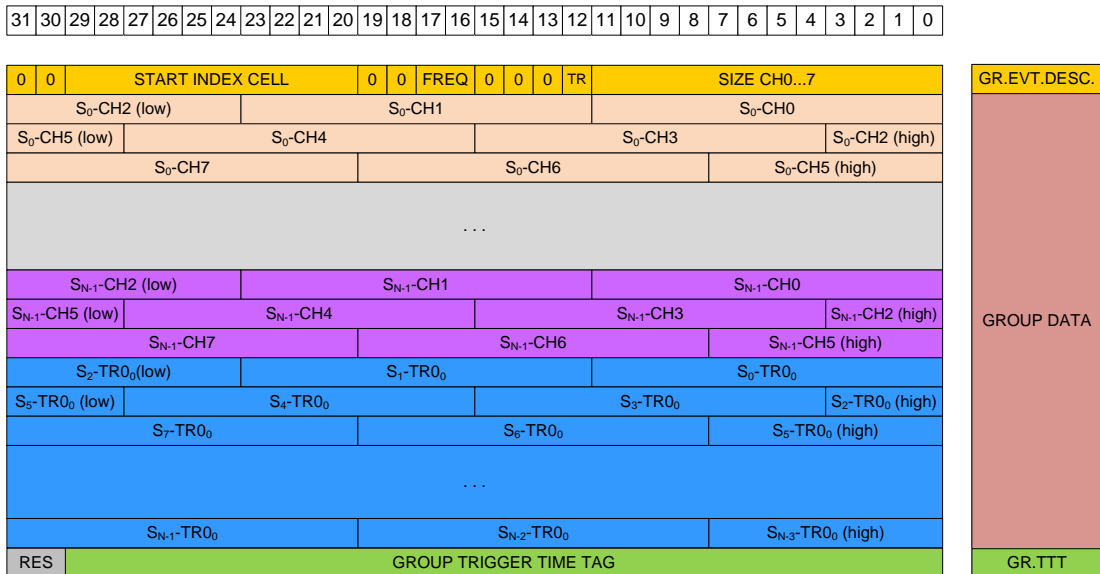 31 30 29 28 27 26 25 24 23 22 21 20 19 18 17 16 15 14 13 12 11 10 9 8 7 6 5 4 3 2 1 0
0 0 START INDEX CELL 0 0 FREQ 0 0 0 TR SIZE CH0...7 GR.EVT.DESC.
S₀-CH2 (low) S₀-CH1 S₀-CH0
S₀-CH5 (low) S₀-CH4 S₀-CH3 S₀-CH2 (high)
S₀-CH7 S₀-CH6 S₀-CH5 (high)
. . .
Sₙ₋₁-CH2 (low) Sₙ₋₁-CH1 Sₙ₋₁-CH0
Sₙ₋₁-CH5 (low) Sₙ₋₁-CH4 Sₙ₋₁-CH3 Sₙ₋₁-CH2 (high) GROUP DATA
Sₙ₋₁-CH7 Sₙ₋₁-CH6 Sₙ₋₁-CH5 (high)
S₂-TR0₀(low) S₁-TR0₀ S₀-TR0₀
S₅-TR0₀ (low) S₄-TR0₀ S₃-TR0₀ S₂-TR0₀ (high)
S₇-TR0₀ S₆-TR0₀ S₅-TR0₀ (high)
. . .
Sₙ₋₁-TR0₀ Sₙ₋₂-TR0₀ Sₙ₋₃-TR0₀ (high)
RES GROUP TRIGGER TIME TAG GR.TTT